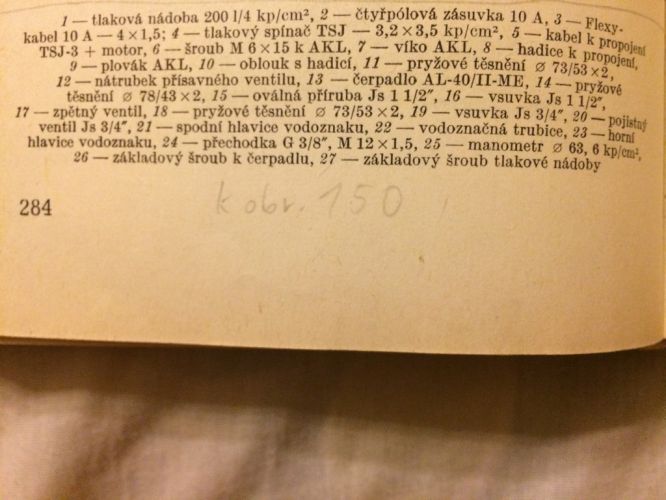 1 — tlaková nádoba 200 l/4 kp/cm², 2 — čtyřpólová zásuvka 10 A, 3 — Flexy-
kabel 10 A — 4×1,5; 4 — tlakový spínač TSJ — 3,2×3,5 kp/cm², 5 — kabel k propojení
TSJ-3 + motor, 6 — šroub M 6×15 k AKL, 7 — víko AKL, 8 — hadice k propojení,
9 — plovák AKL, 10 — oblouk s hadicí, 11 — pryžové těsnění ⌀ 73/53×2,
12 — nátrubek přísavného ventilu, 13 — čerpadlo AL-40/II-ME, 14 — pryžové
těsnění ⌀ 78/43×2, 15 — oválná příruba Js 1 1/2″, 16 — vsuvka Js 1 1/2″,
17 — zpětný ventil, 18 — pryžové těsnění ⌀ 73/53×2, 19 — vsuvka Js 3/4″, 20 — pojistný
ventil Js 3/4″, 21 — spodní hlavice vodoznaku, 22 — vodoznačná trubice, 23 — horní
hlavice vodoznaku, 24 — přechodka G 3/8″, M 12×1,5, 25 — manometr ⌀ 63, 6 kp/cm²,
26 — základový šroub k čerpadlu, 27 — základový šroub tlakové nádoby
284
k obr. 150